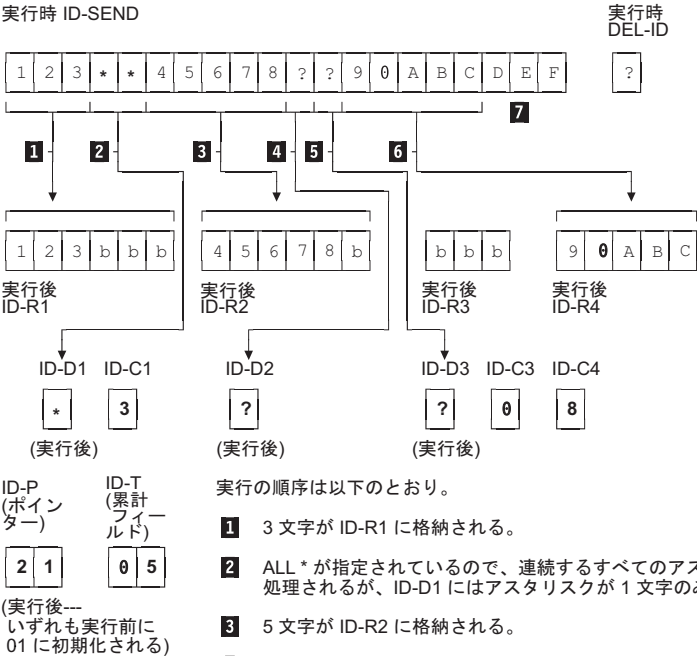 実行時 ID-SEND
実行時
DEL-ID
1 2 3 * * 4 5 6 7 8 ? ? 9 0 A B C D E F
?
7
1 2 3 4 5 6
1 2 3 b b b
4 5 6 7 8 b
b b b
9 0 A B C
実行後
ID-R1
実行後
ID-R2
実行後
ID-R3
実行後
ID-R4
ID-D1 ID-C1 ID-D2 ID-D3 ID-C3 ID-C4
* 3 ? ? 0 8
(実行後) (実行後) (実行後)
ID-P
(ポイン
ター)
ID-T
(累計
フィー
ルド)
2 1
0 5
(実行後---
いずれも実行前に
01 に初期化される)
実行の順序は以下のとおり。
1 3 文字が ID-R1 に格納される。
2 ALL * が指定されているので、連続するすべてのアス
処理されるが、ID-D1 にはアスタリスクが 1 文字の
3 5 文字が ID-R2 に格納される。